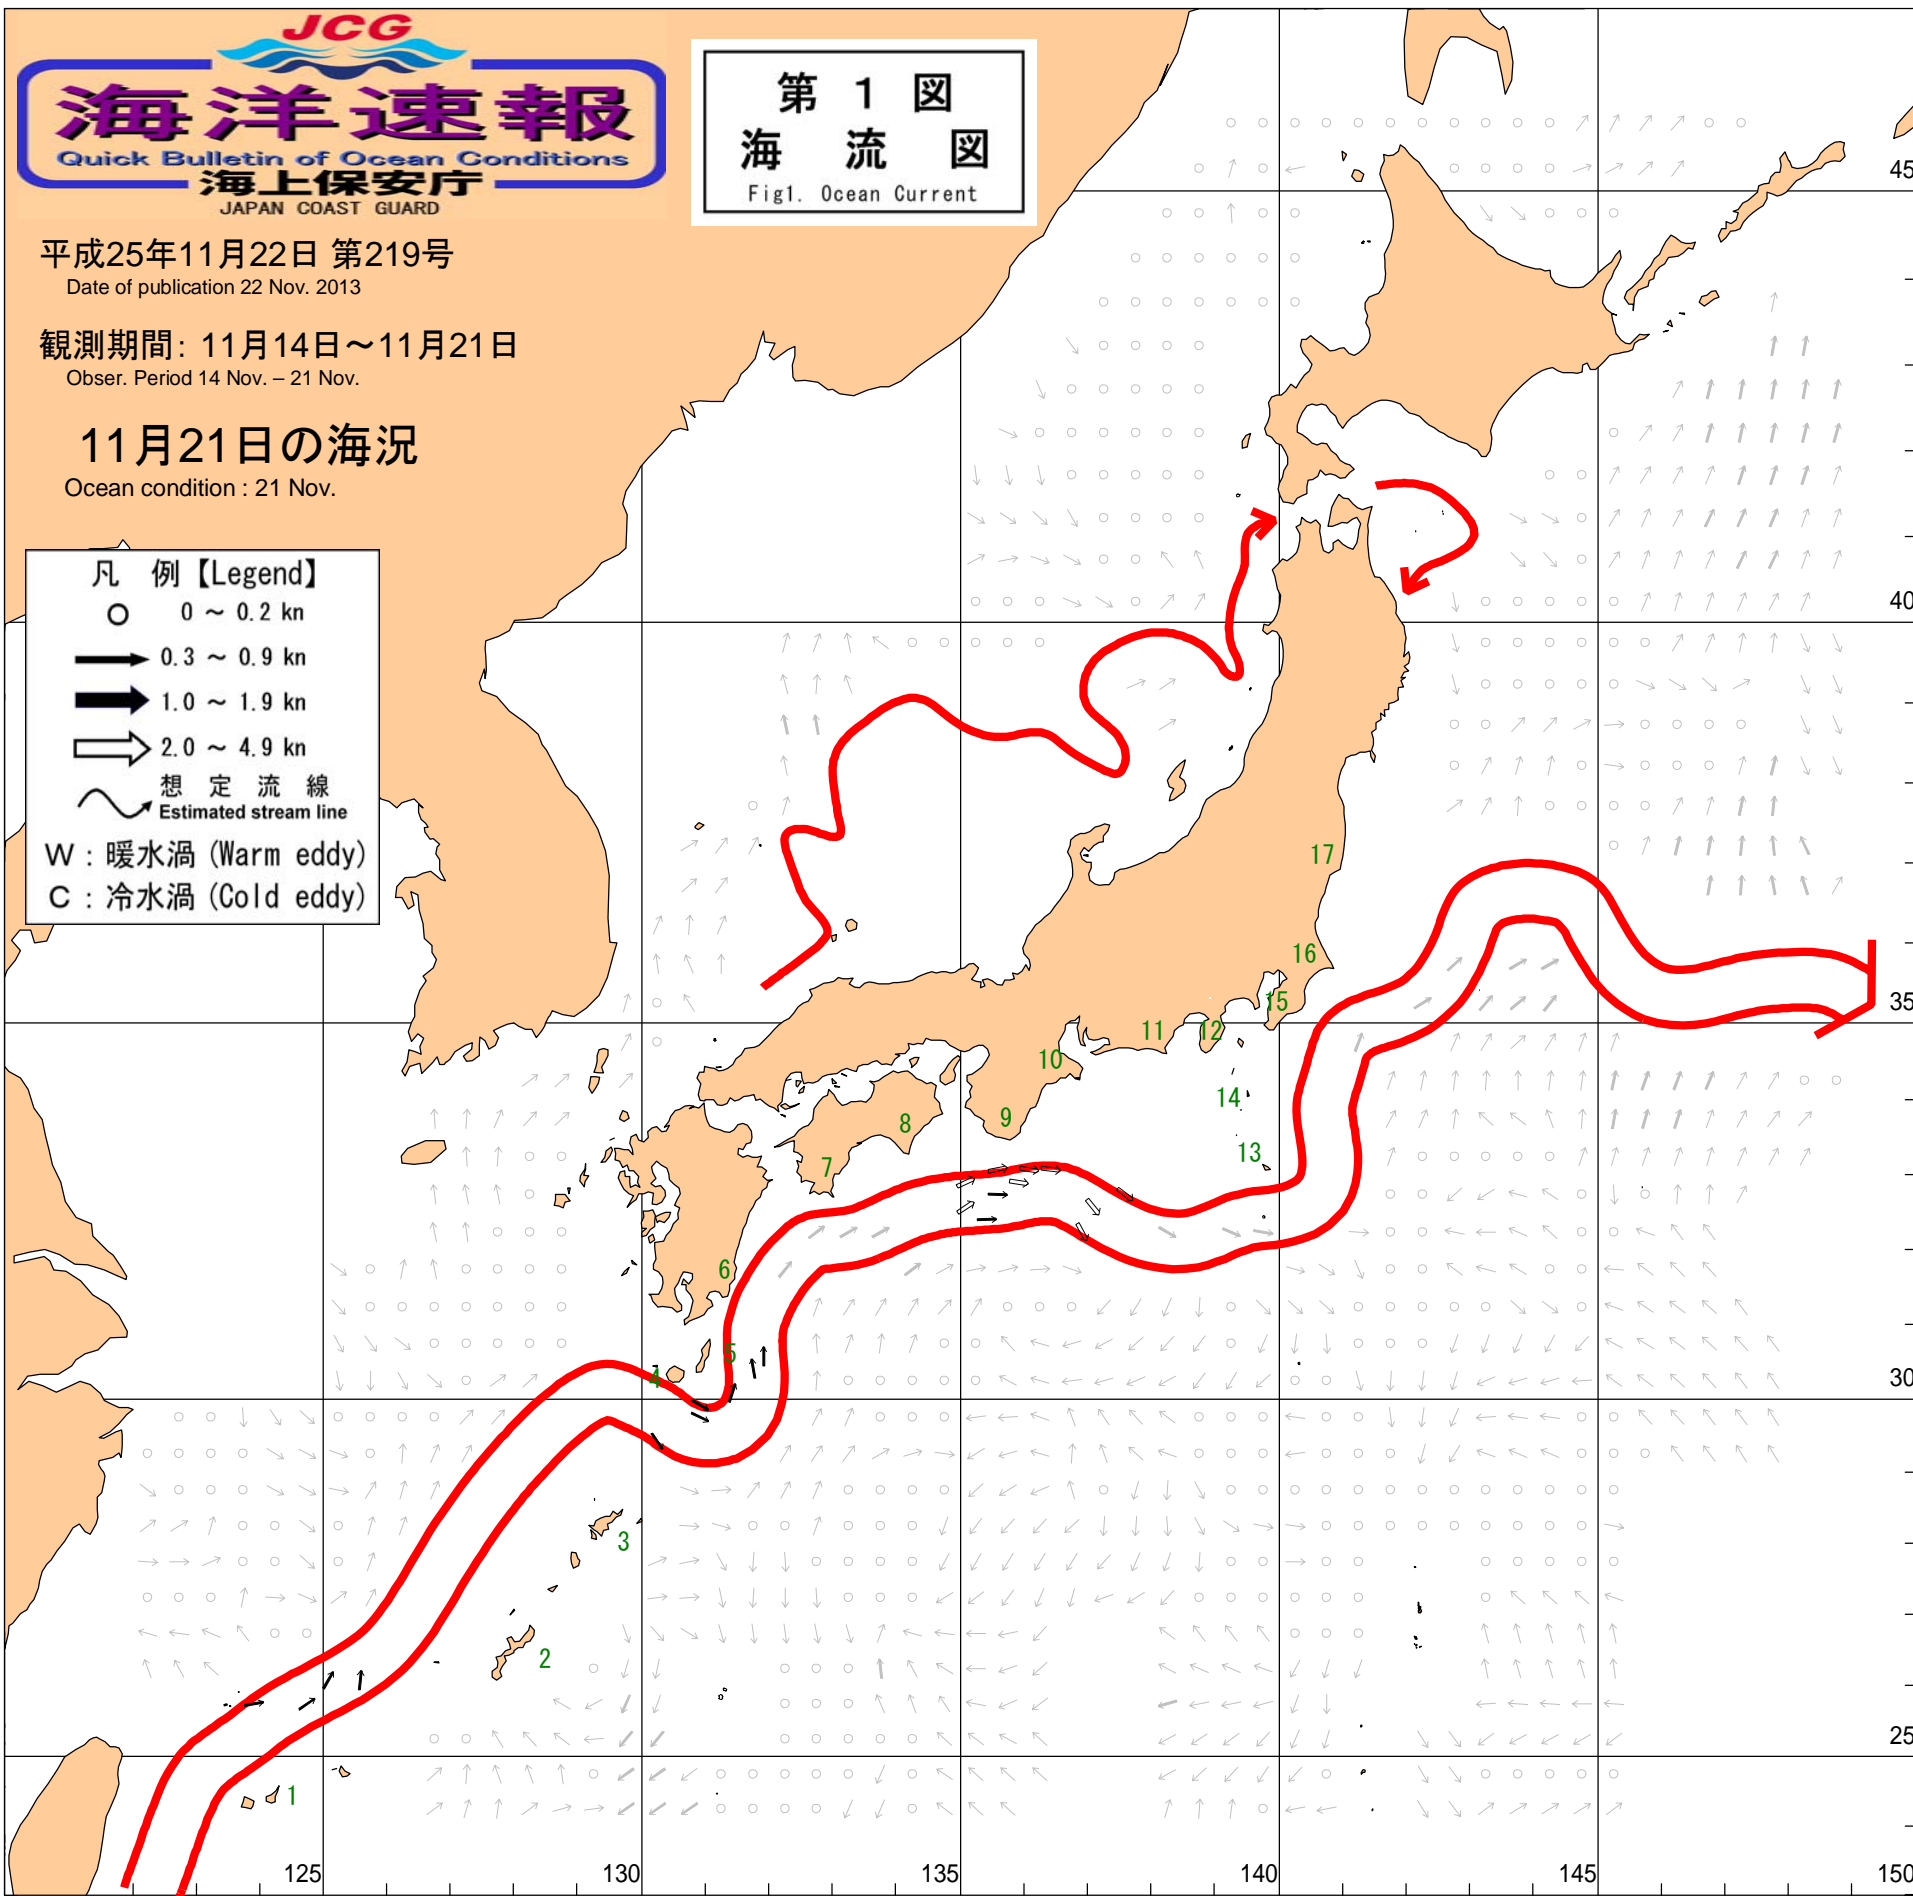 JCG
海洋速報
Quick Bulletin of Ocean Conditions
海上保安庁
JAPAN COAST GUARD
第 1 図
海 流 図
Fig1. Ocean Current
平成25年11月22日 第219号
Date of publication 22 Nov. 2013
観測期間: 11月14日～11月21日
Obser. Period 14 Nov. – 21 Nov.
11月21日の海況
Ocean condition : 21 Nov.
凡 例【Legend】
0 ～ 0.2 kn
0.3 ～ 0.9 kn
1.0 ～ 1.9 kn
2.0 ～ 4.9 kn
想 定 流 線
Estimated stream line
W : 暖水渦 (Warm eddy)
C : 冷水渦 (Cold eddy)
45
40
17
16
35
15
12
11
10
14
9
8
13
7
6
5
4
30
3
2
25
1
125
130
135
140
145
150